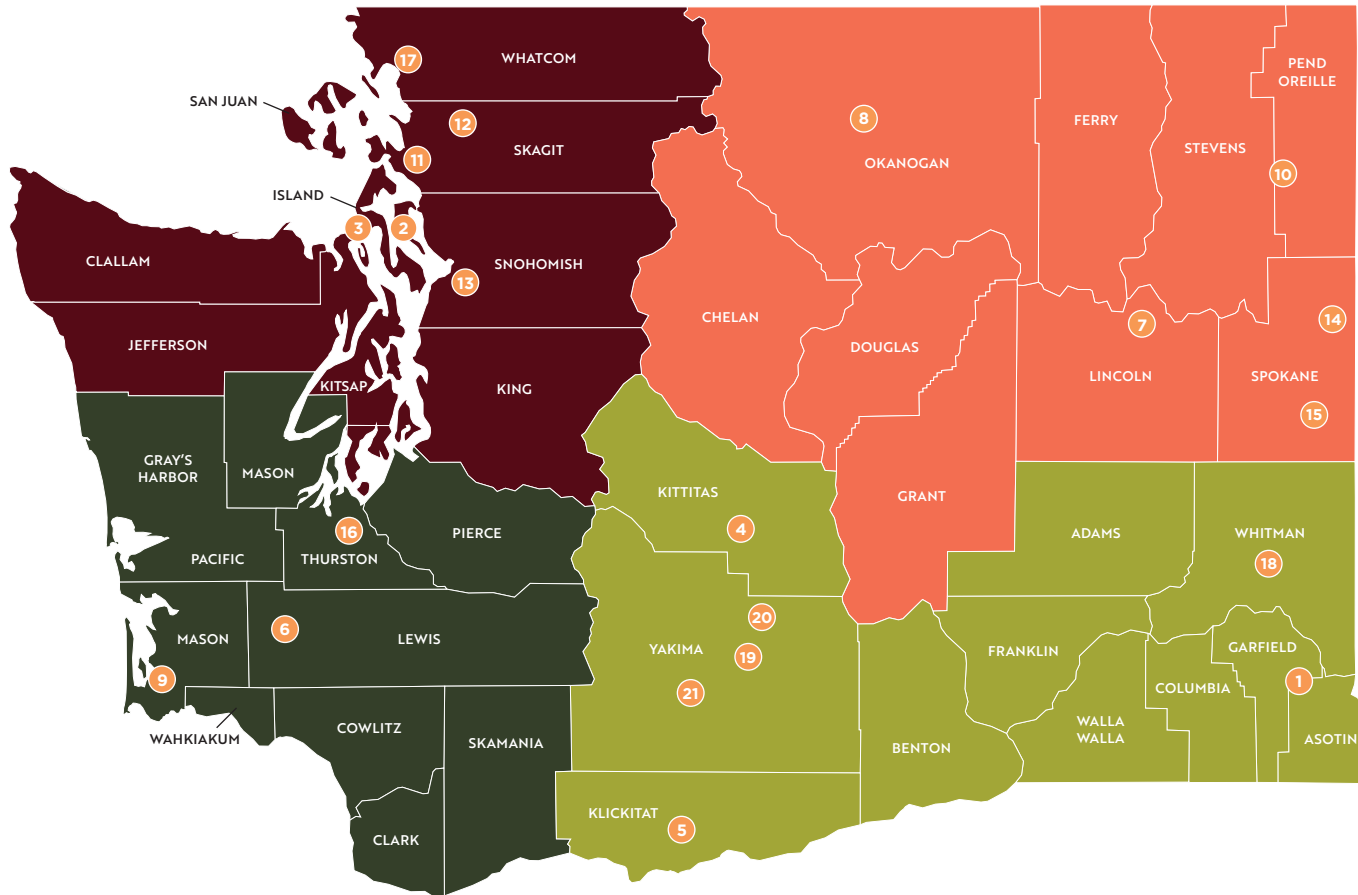 17
WHATCOM
PEND
OREILLE
SAN JUAN
12
8
FERRY
SKAGIT
STEVENS
11
OKANOGAN
10
ISLAND
3
2
CLALLAM
SNOHOMISH
13
CHELAN
7
14
JEFFERSON
DOUGLAS
KITSAP
KING
LINCOLN
SPOKANE
15
GRAY'S
HARBOR
MASON
KITTITAS
GRANT
16
4
PIERCE
ADAMS
WHITMAN
PACIFIC
THURSTON
18
20
6
MASON
LEWIS
YAKIMA
19
FRANKLIN
GARFIELD
9
21
COLUMBIA
1
WAHKIAKUM
COWLITZ
SKAMANIA
BENTON
WALLA
WALLA
ASOTIN
KLICKITAT
5
CLARK